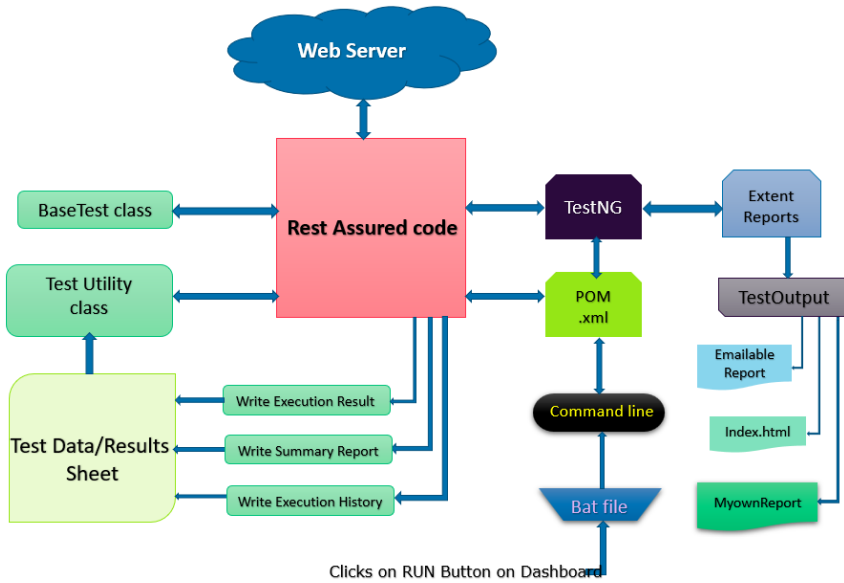 Web Server
BaseTest class
Rest Assured code
TestNG
Extent
Reports
Test Utility
class
POM
.xml
TestOutput
Emailable
Report
Write Execution Result
Command line
Index.html
Test Data/Results
Sheet
Write Summary Report
Write Execution History
Bat file
MyownReport
Clicks on RUN Button on Dashboard